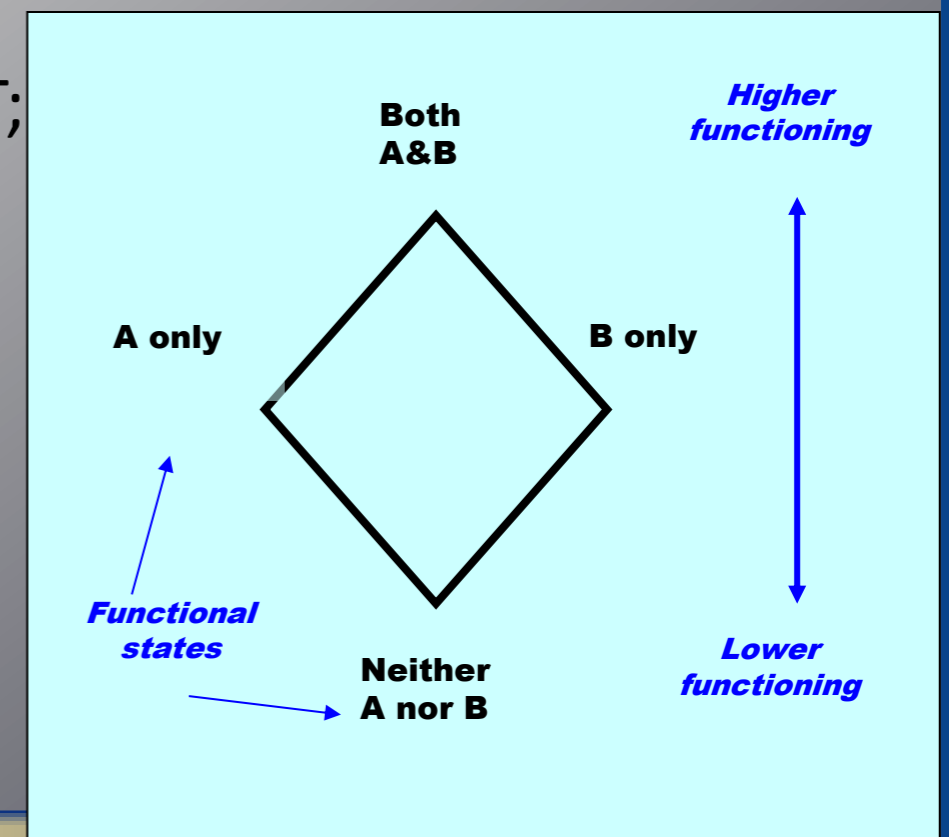 Both
A&B
Higher
functioning
A only
B only
Functional
states
Neither
A nor B
Lower
functioning